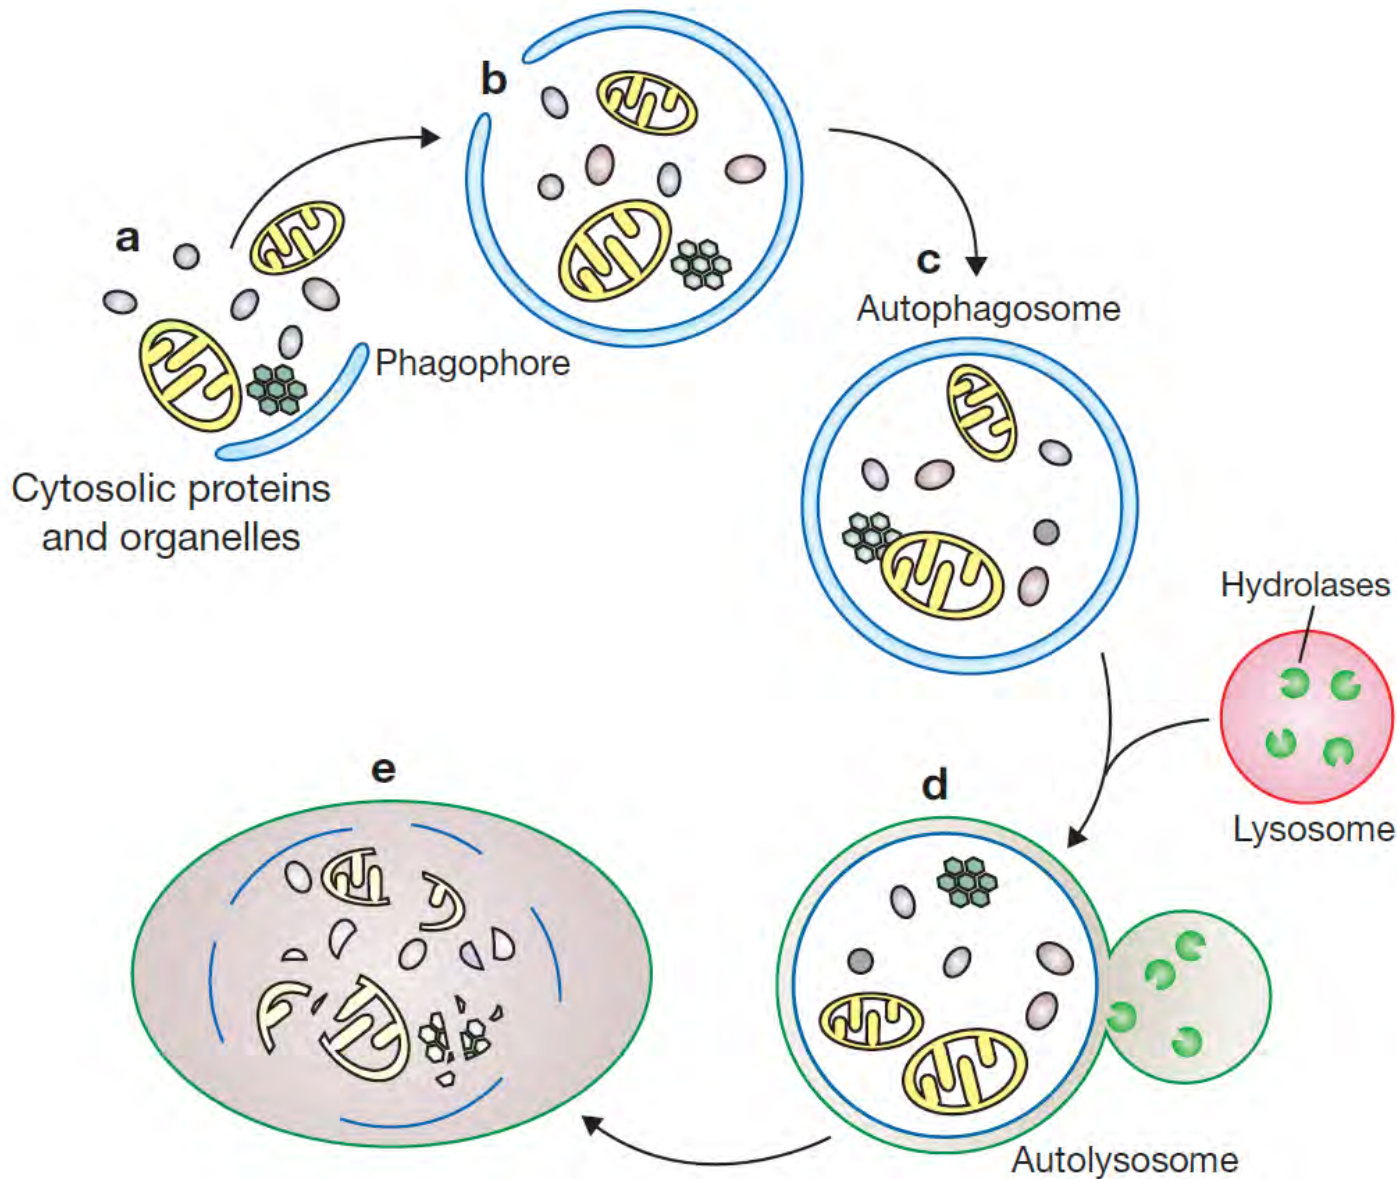 a
b
Phagophore
Cytosolic proteins
and organelles
c
Autophagosome
Hydrolases
Lysosome
d
Autolysosome
e